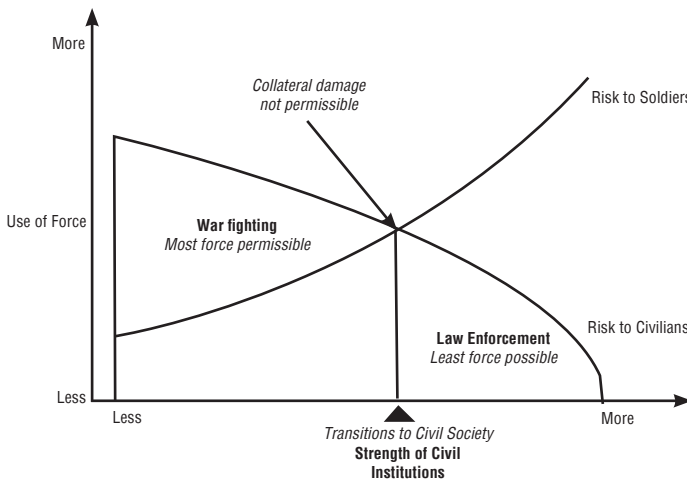 More
Collateral damage
not permissible
Risk to Soldiers
Use of Force
War fighting
Most force permissible
Law Enforcement
Least force possible
Risk to Civilians
Less
Less
More
Transitions to Civil Society
Strength of Civil
Institutions